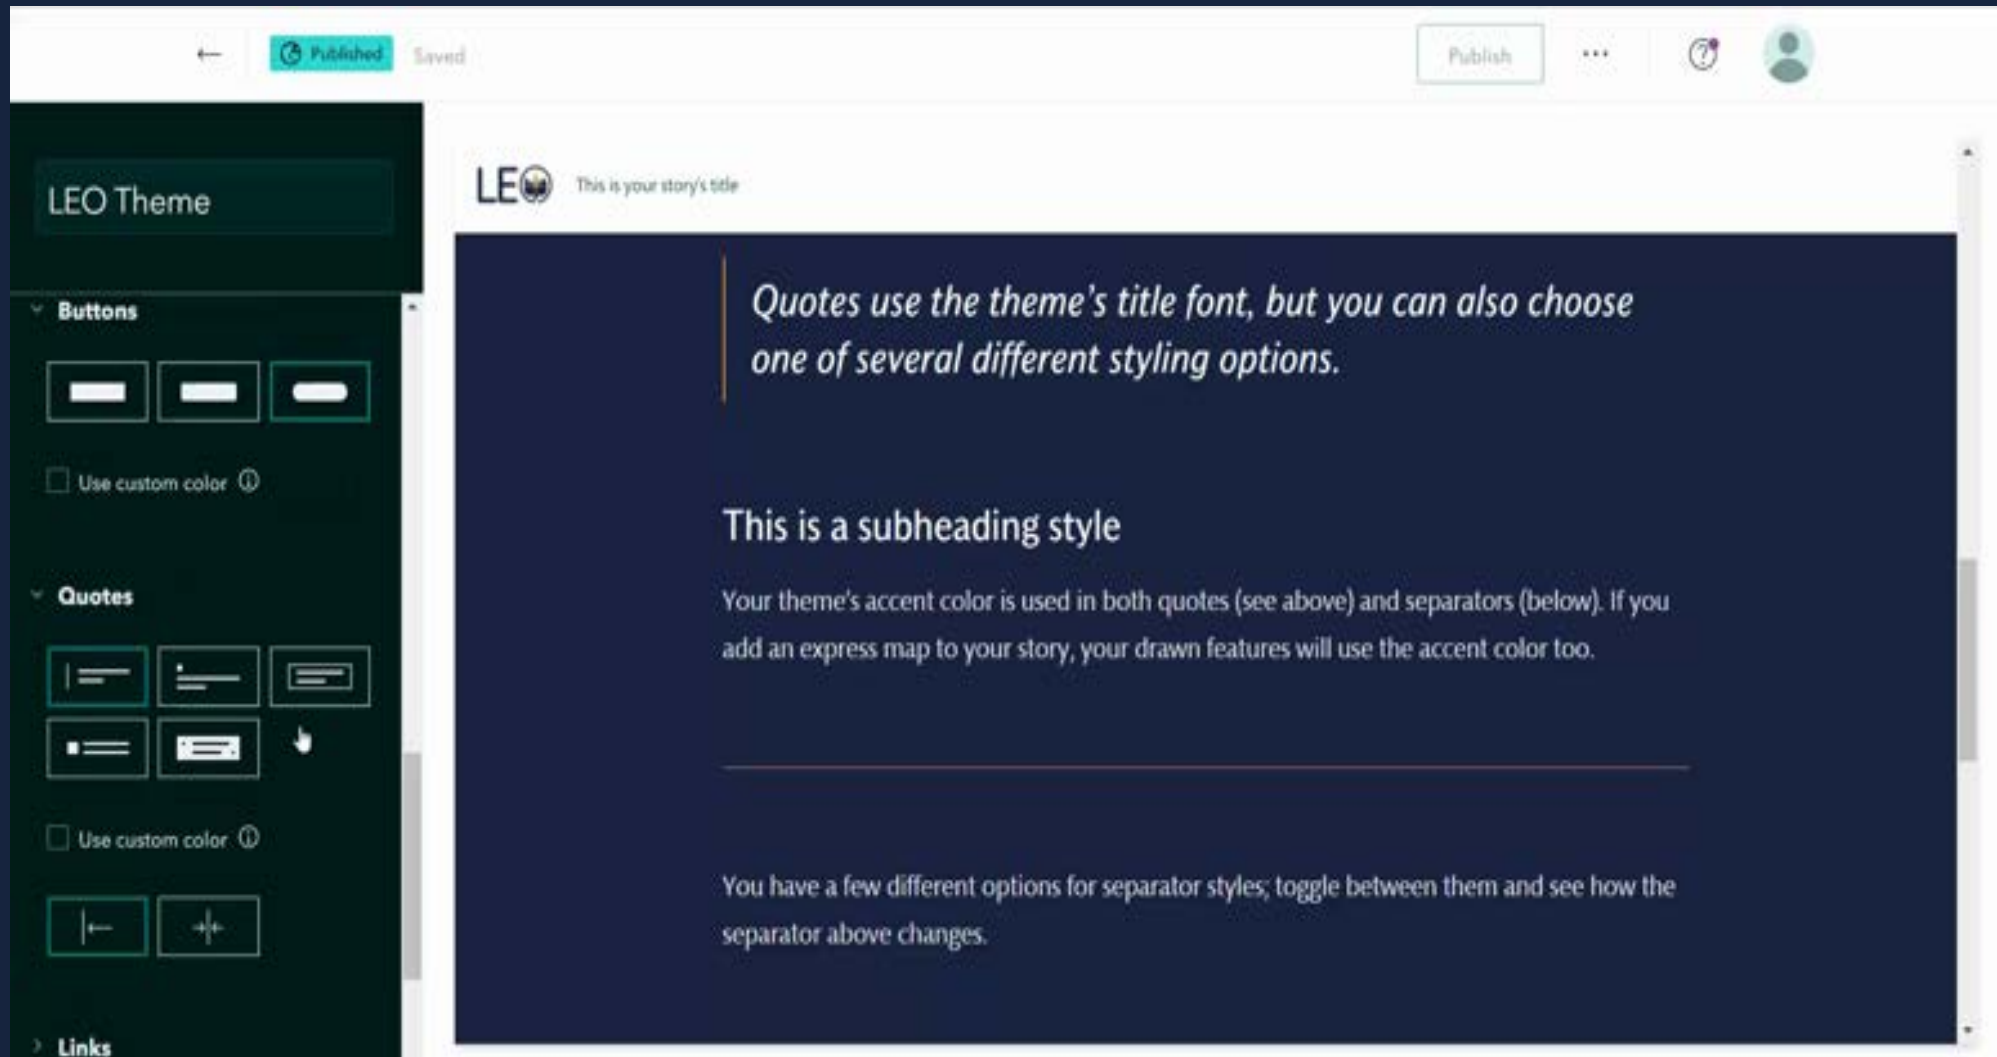 Published
Saved
Publish
LEO Theme
LEO
This is your story's title
Buttons
Use custom color
Quotes
Use custom color
Links
Quotes use the theme's title font, but you can also choose
one of several different styling options.
This is a subheading style
Your theme's accent color is used in both quotes (see above) and separators (below). If you
add an express map to your story, your drawn features will use the accent color too.
You have a few different options for separator styles; toggle between them and see how the
separator above changes.